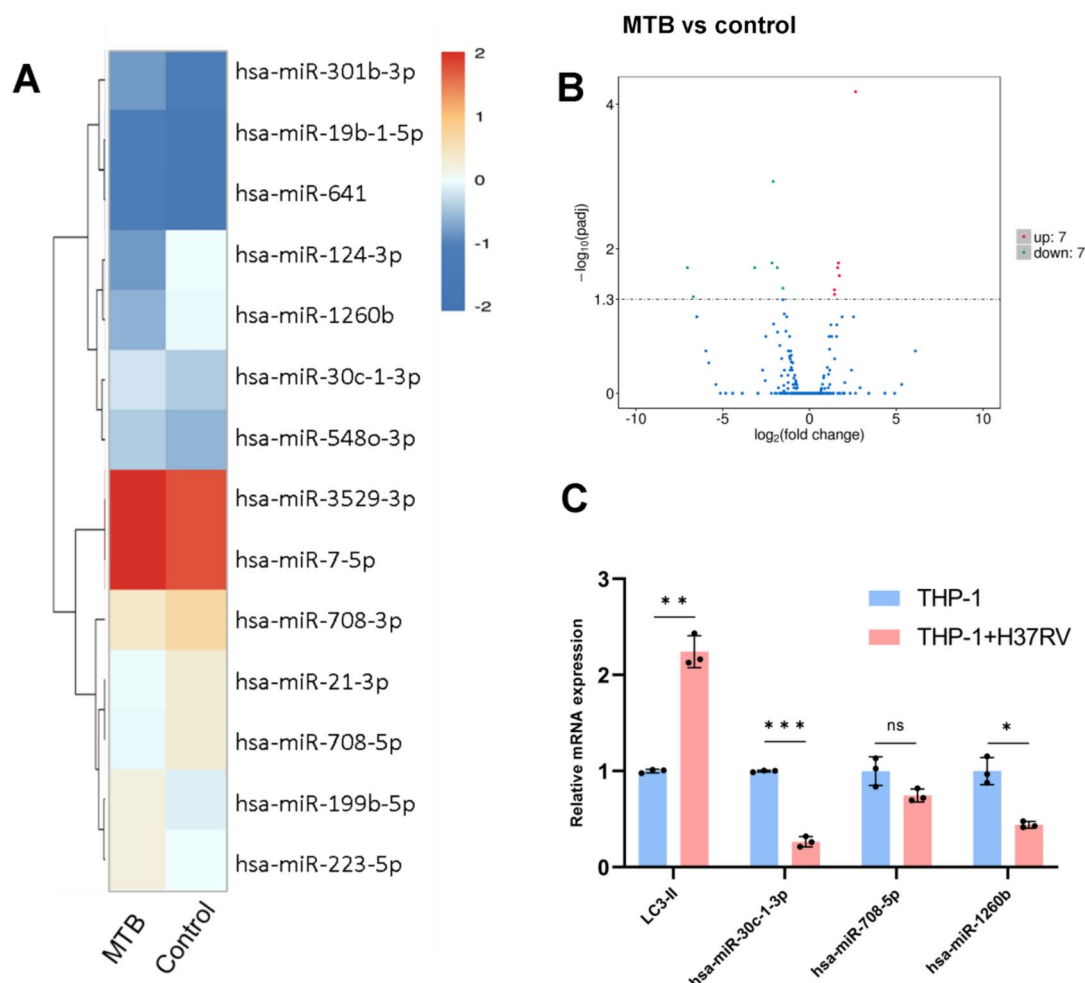 MTB vs control
A
hsa-miR-301b-3p
hsa-miR-19b-1-5p
hsa-miR-641
hsa-miR-124-3p
hsa-miR-1260b
hsa-miR-30c-1-3p
hsa-miR-548o-3p
hsa-miR-3529-3p
hsa-miR-7-5p
hsa-miR-708-3p
hsa-miR-21-3p
hsa-miR-708-5p
hsa-miR-199b-5p
hsa-miR-223-5p
MTB
Control
2
1
0
-1
-2
B
4
2
1.3
0
-log10(padj)
-10
-5
0
5
10
log2(fold change)
up: 7
down: 7
C
3
2
1
0
Relative mRNA expression
THP-1
THP-1+H37RV
**
***
ns
*
LC3-II
hsa-miR-30c-1-3p
hsa-miR-708-5p
hsa-miR-1260b